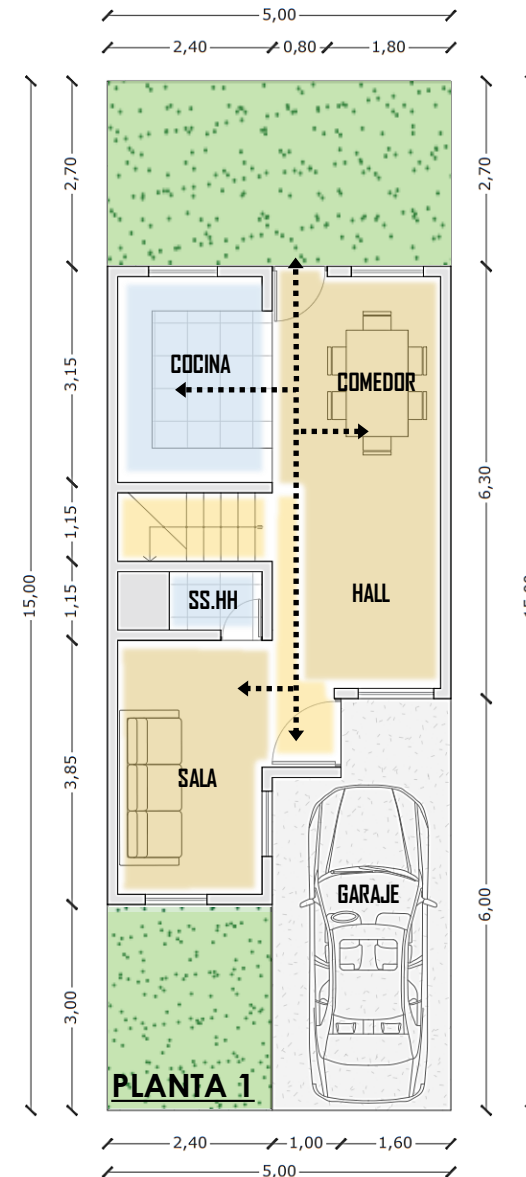 5,00
2,40
0,80
1,80
2,70
2,70
3,15
COCINA
COMEDOR
6,30
1,15
15,00
1,15
SS.HH
HALL
3,85
SALA
GARAJE
6,00
3,00
PLANTA 1
2,40
1,00
1,60
5,00